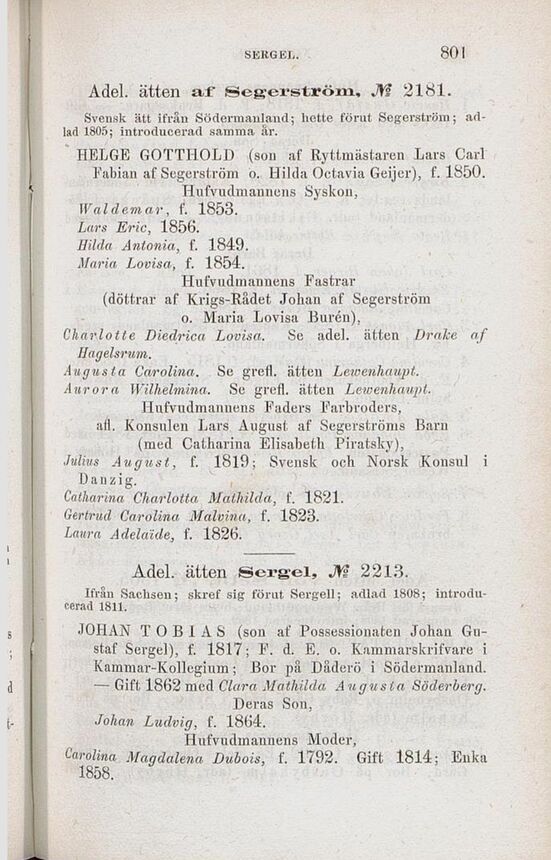 SERGEL. 801
Adel. ätten af Segerström, № 2181.
Svensk ätt ifrån Södermanland; hette förut Segerström; ad-
lad 1805; introducerad samma år.
HELGE GOTTHOLD (son af Ryttmästaren Lars Carl
Fabian af Segerström o. Hilda Octavia Geijer), f. 1850.
Hufvudmannens Syskon,
Waldemar, f. 1853.
Lars Eric, 1856.
Hilda Antonia, f. 1849.
Maria Lovisa, f. 1854.
Hufvudmannens Fastrar
(döttrar af Krigs-Rådet Johan af Segerström
o. Maria Lovisa Burén),
Charlotte Diedrica Lovisa. Se adel. ätten Drake af
Hagelsrum.
Augusta Carolina. Se grefl. ätten Lewenhaupt.
Aurora Wilhelmina. Se grefl. ätten Lewenhaupt.
Hufvudmannens Faders Farbroders,
afl. Konsulen Lars August af Segerströms Barn
(med Catharina Elisabeth Piratsky),
Julius August, f. 1819; Svensk och Norsk Konsul i
Danzig.
Catharina Charlotta Mathilda, f. 1821.
Gertrud Carolina Malvina, f. 1823.
Laura Adelaide, f. 1826.
Adel. ätten Sergel, № 2213.
Ifrån Sachsen; skref sig förut Sergell; adlad 1808; introdu-
cerad 1811.
JOHAN TOBIAS (son af Possessionaten Johan Gu-
staf Sergel), f. 1817; F. d. E. o. Kammarskrifvare i
Kammar-Kollegium; Bor på Dåderö i Södermanland.
— Gift 1862 med Clara Mathilda Augusta Söderberg.
Deras Son,
Johan Ludvig, f. 1864.
Hufvudmannens Moder,
Carolina Magdalena Dubois, f. 1792. Gift 1814; Enka
1858.